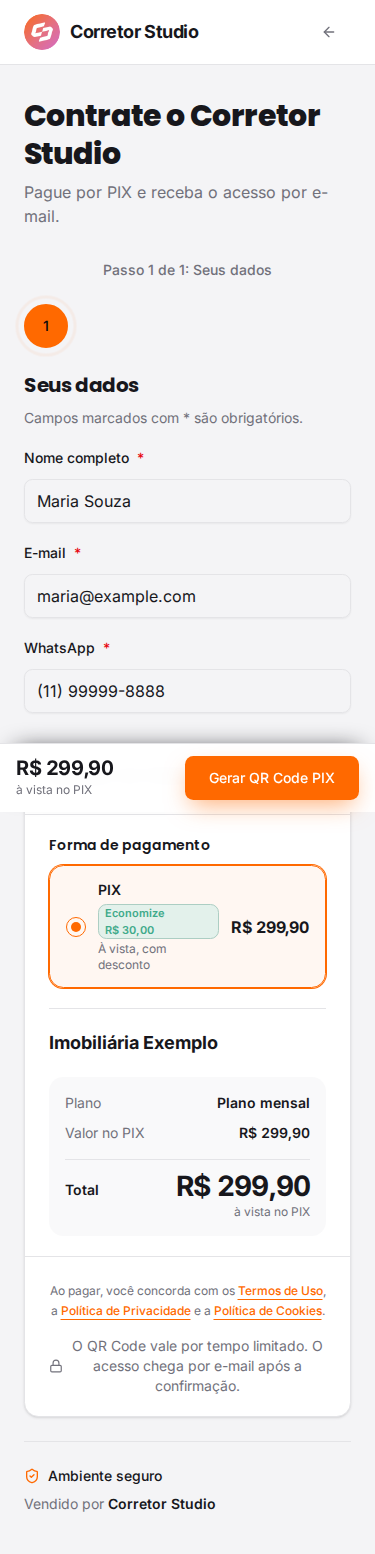 Corretor Studio
Contrate o Corretor
Studio
Pague por PIX e receba o acesso por e-
mail.
Passo 1 de 1: Seus dados
1
Seus dados
Campos marcados com * são obrigatórios.
Nome completo *
Maria Souza
E-mail *
maria@example.com
WhatsApp *
(11) 99999-8888
R$ 299,90
à vista no PIX
Gerar QR Code PIX
Forma de pagamento
PIX
Economize
R$ 30,00
À vista, com
desconto
R$ 299,90
Imobiliária Exemplo
Plano Plano mensal
Valor no PIX R$ 299,90
Total R$ 299,90
à vista no PIX
Ao pagar, você concorda com os Termos de Uso,
a Política de Privacidade e a Política de Cookies.
O QR Code vale por tempo limitado. O
acesso chega por e-mail após a
confirmação.
Ambiente seguro
Vendido por Corretor Studio